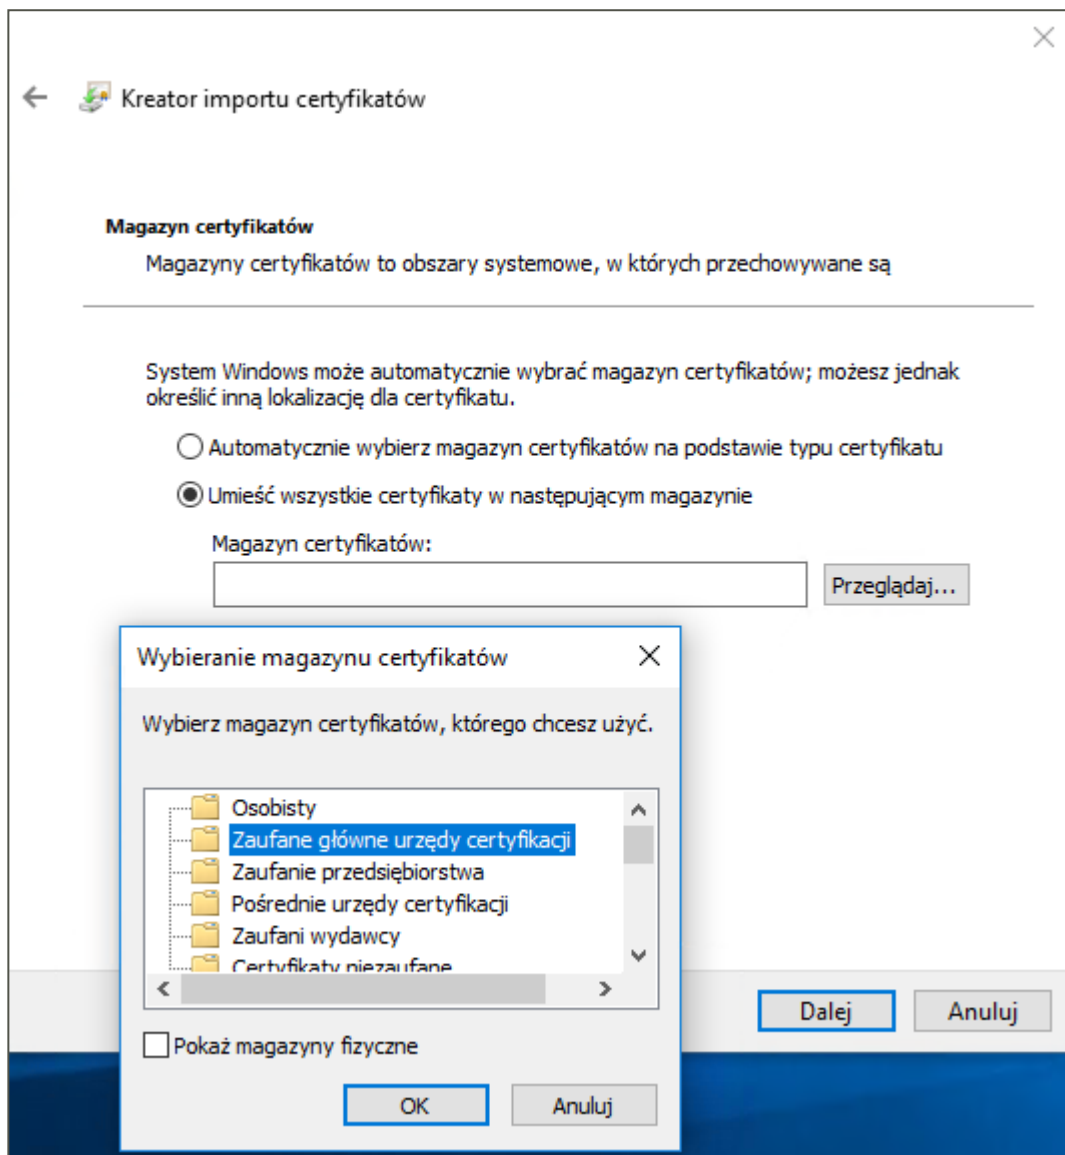 Kreator importu certyfikatów
Magazyn certyfikatów
Magazyny certyfikatów to obszary systemowe, w których przechowywane są
System Windows może automatycznie wybrać magazyn certyfikatów; możesz jednak
określić inną lokalizację dla certyfikatu.
Automatycznie wybierz magazyn certyfikatów na podstawie typu certyfikatu
Umieść wszystkie certyfikaty w następującym magazynie
Magazyn certyfikatów:
Przeglądaj...
Wybieranie magazynu certyfikatów
Wybierz magazyn certyfikatów, którego chcesz użyć.
Osobisty
Zaufane główne urzędy certyfikacji
Zaufanie przedsiębiorstwa
Pośrednie urzędy certyfikacji
Zaufani wydawcy
Certyfikaty niezaufane
Pokaż magazyny fizyczne
OK
Anuluj
Dalej
Anuluj